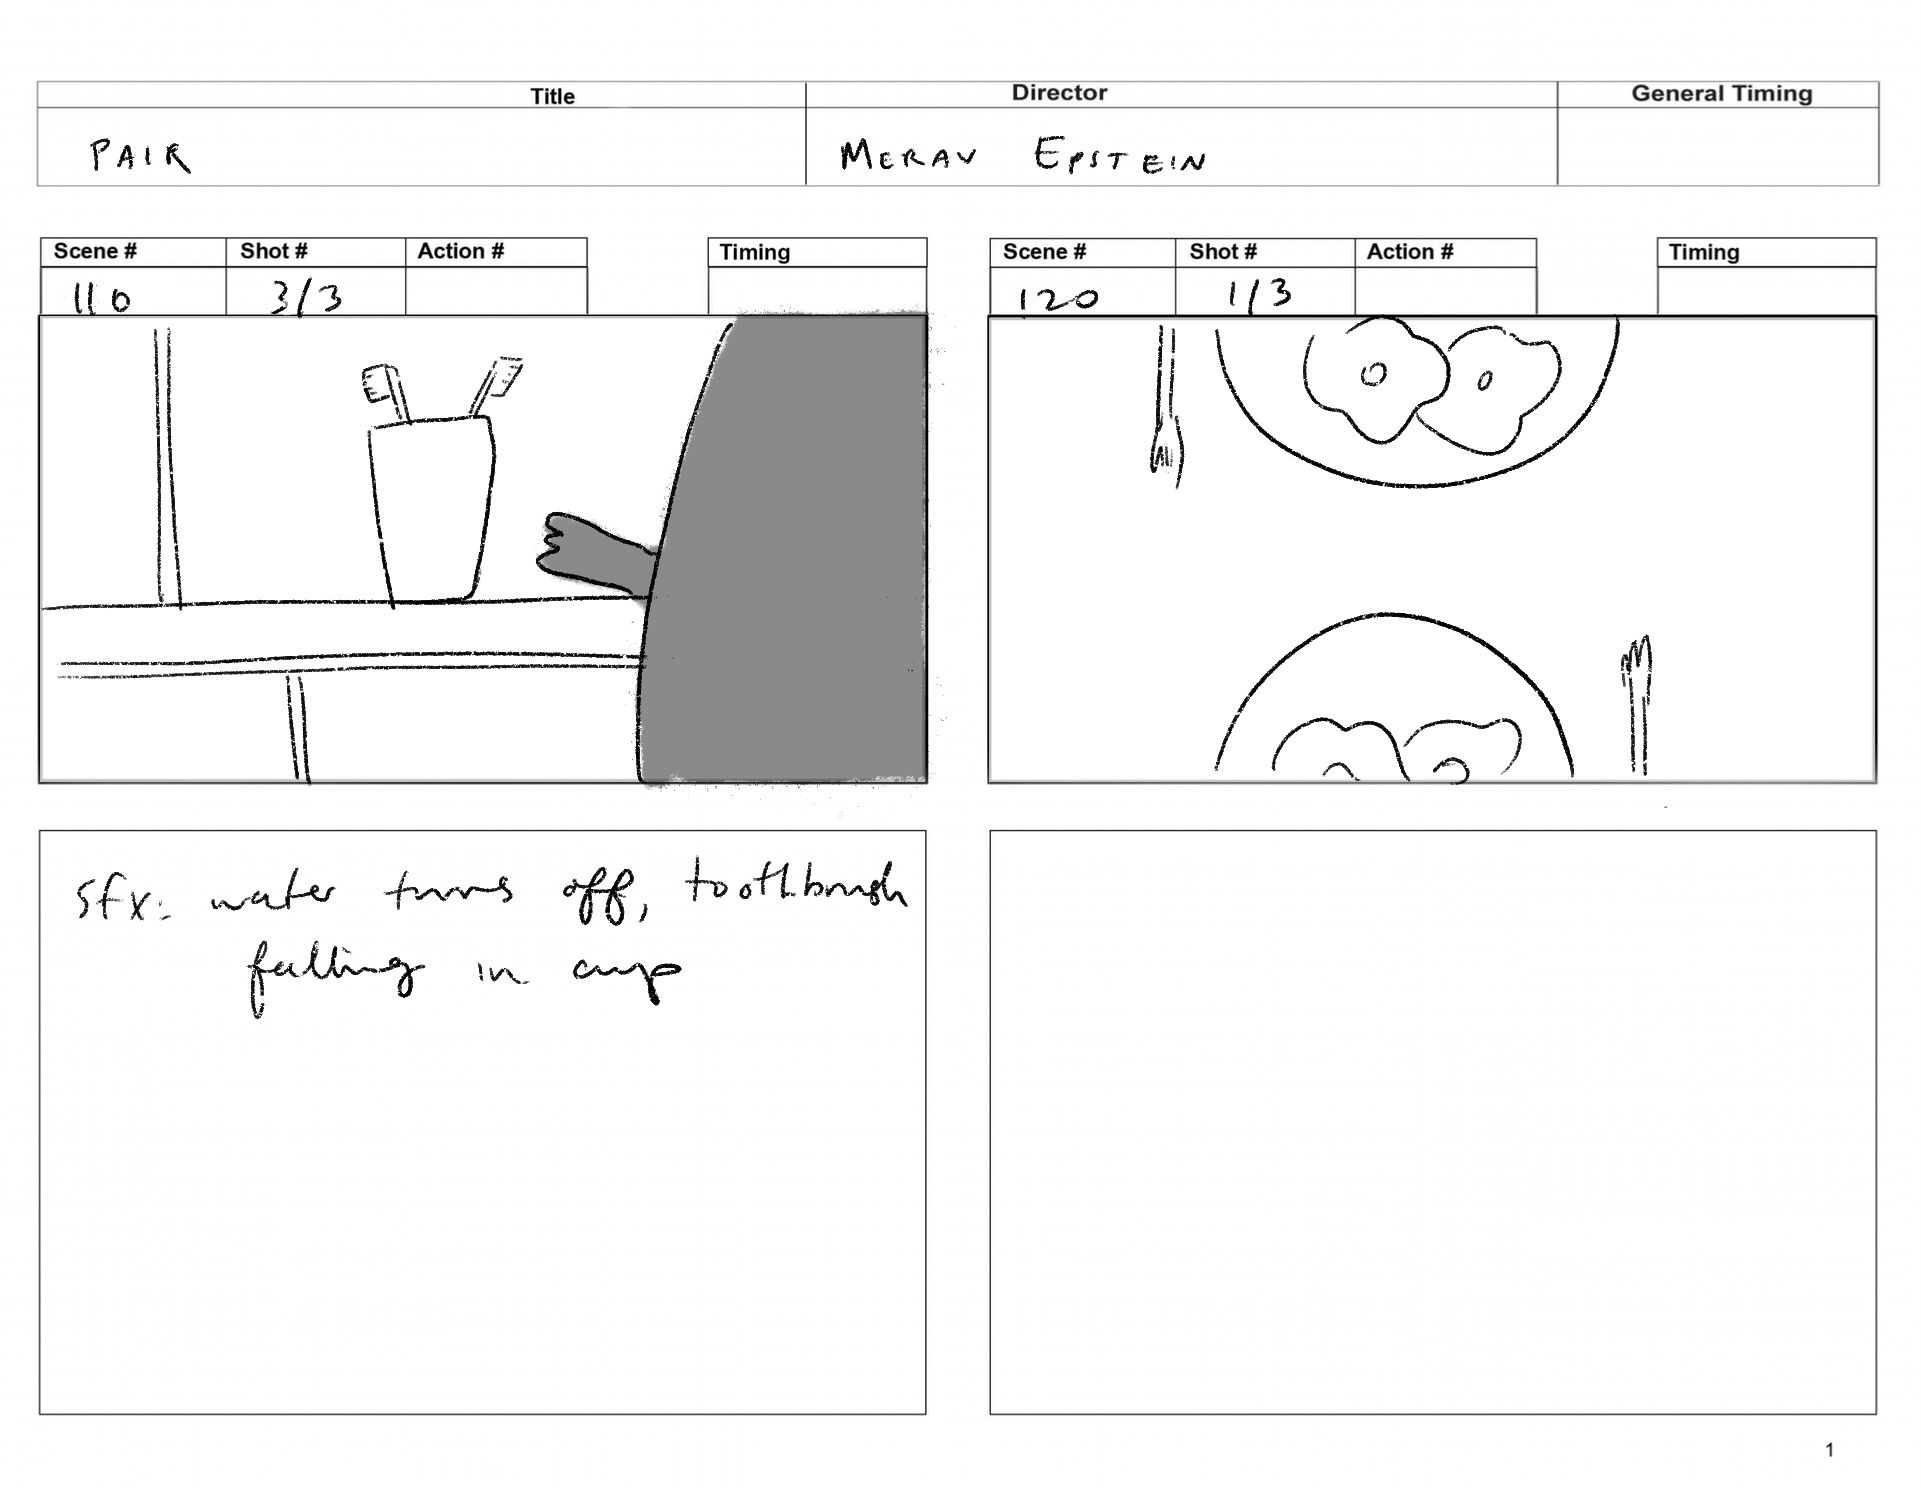 Title Director General Timing
PAIR MERAV EPSTEIN
Scene # Shot # Action # Timing
110 3/3
Scene # Shot # Action # Timing
120 1/3
sfx: water turns off, toothbrush
falling in cup
1